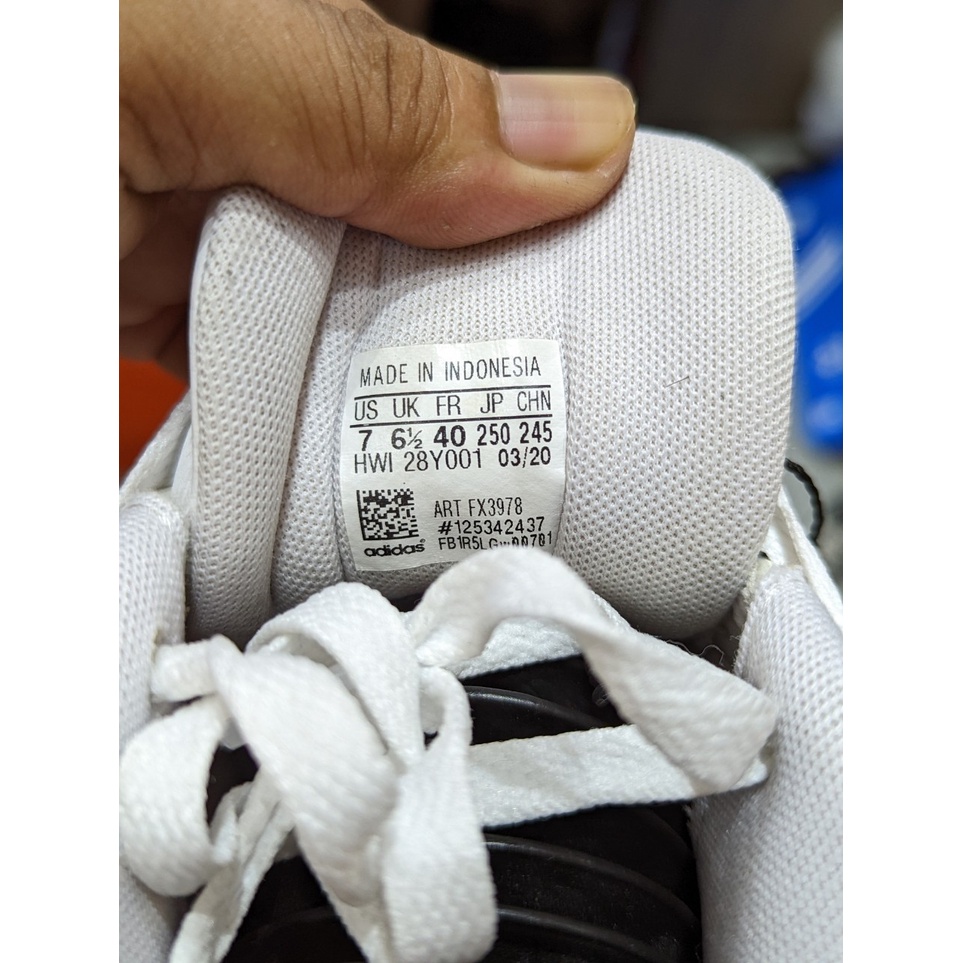 MADE IN INDONESIA
US UK FR JP CHN
7 6½ 40 250 245
HWI 28Y001 03/20
ART FX3978
#125342437
adidas